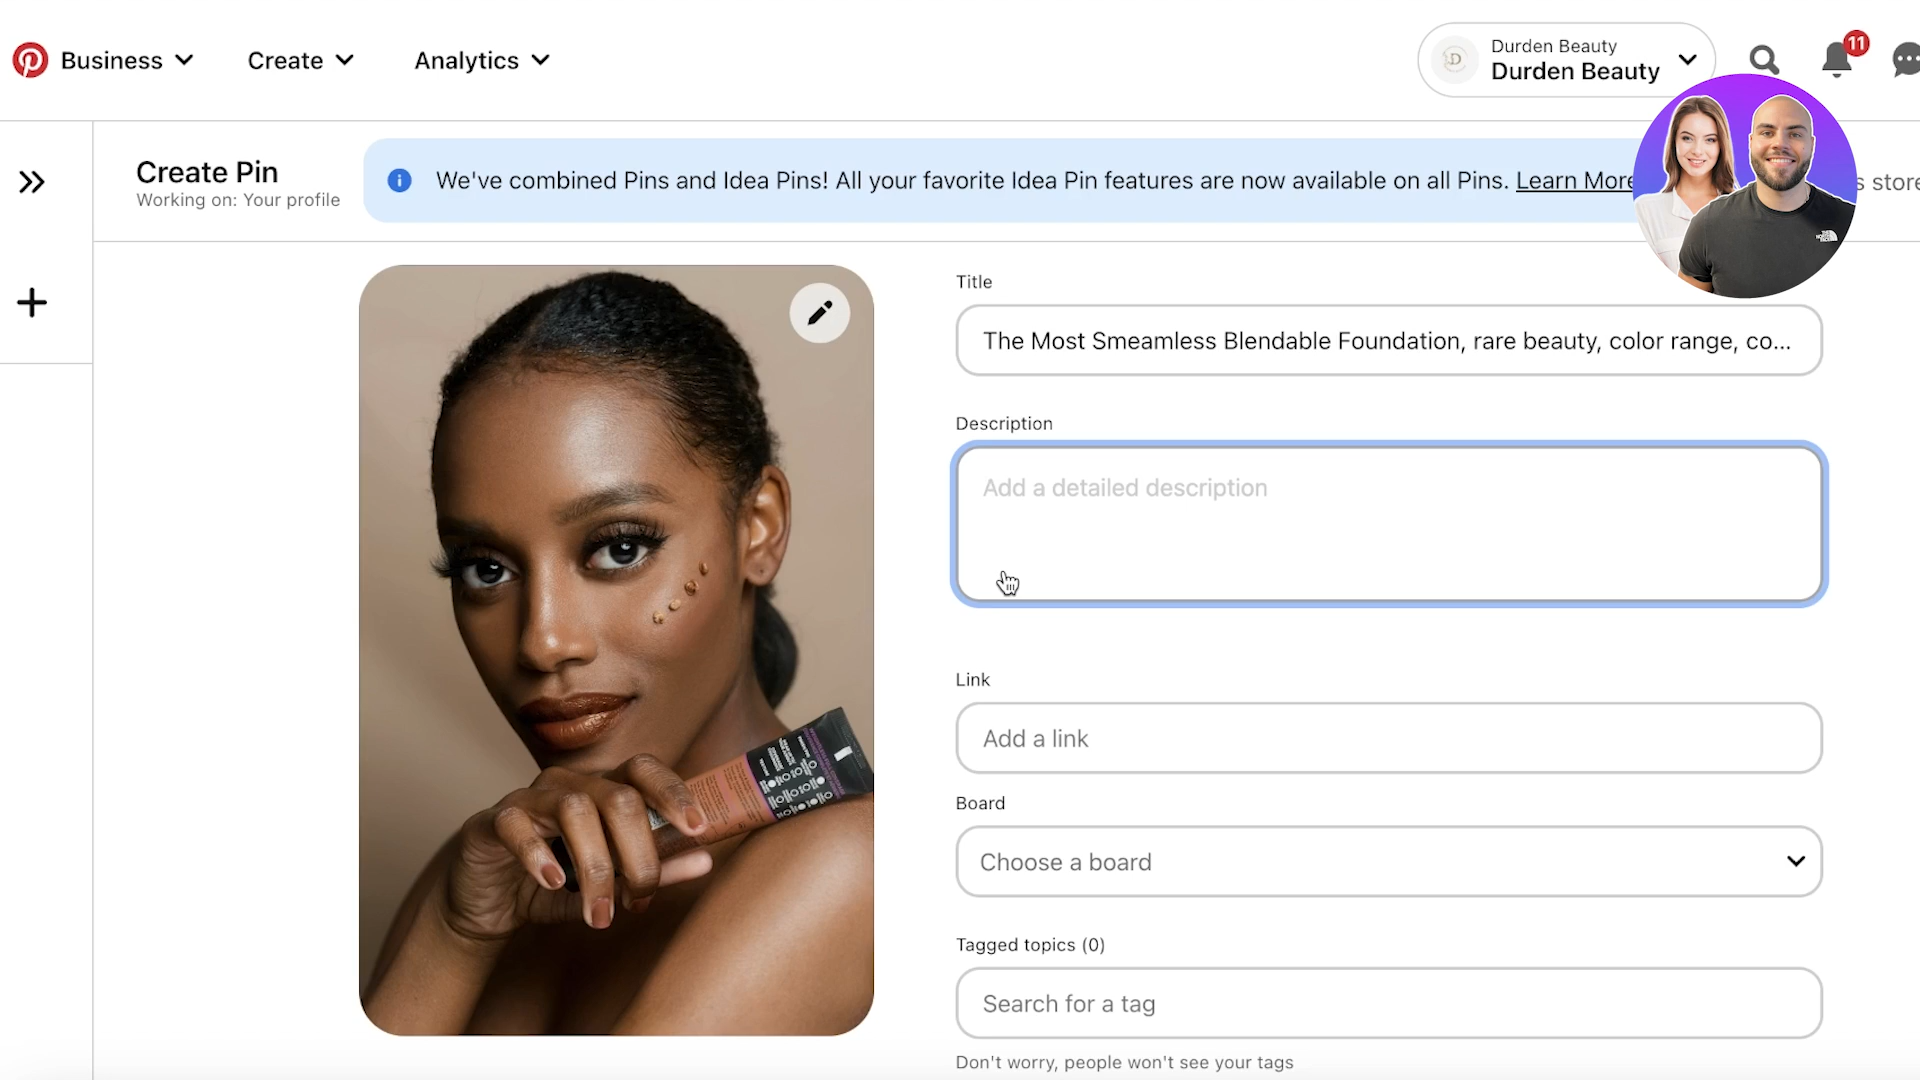 Business
Create
Analytics
Durden Beauty
Durden Beauty
11
Create Pin
Working on: Your profile
We've combined Pins and Idea Pins! All your favorite Idea Pin features are now available on all Pins. Learn More
s store
Title
The Most Smeamless Blendable Foundation, rare beauty, color range, co...
Description
Add a detailed description
Link
Add a link
Board
Choose a board
Tagged topics (0)
Search for a tag
Don't worry, people won't see your tags